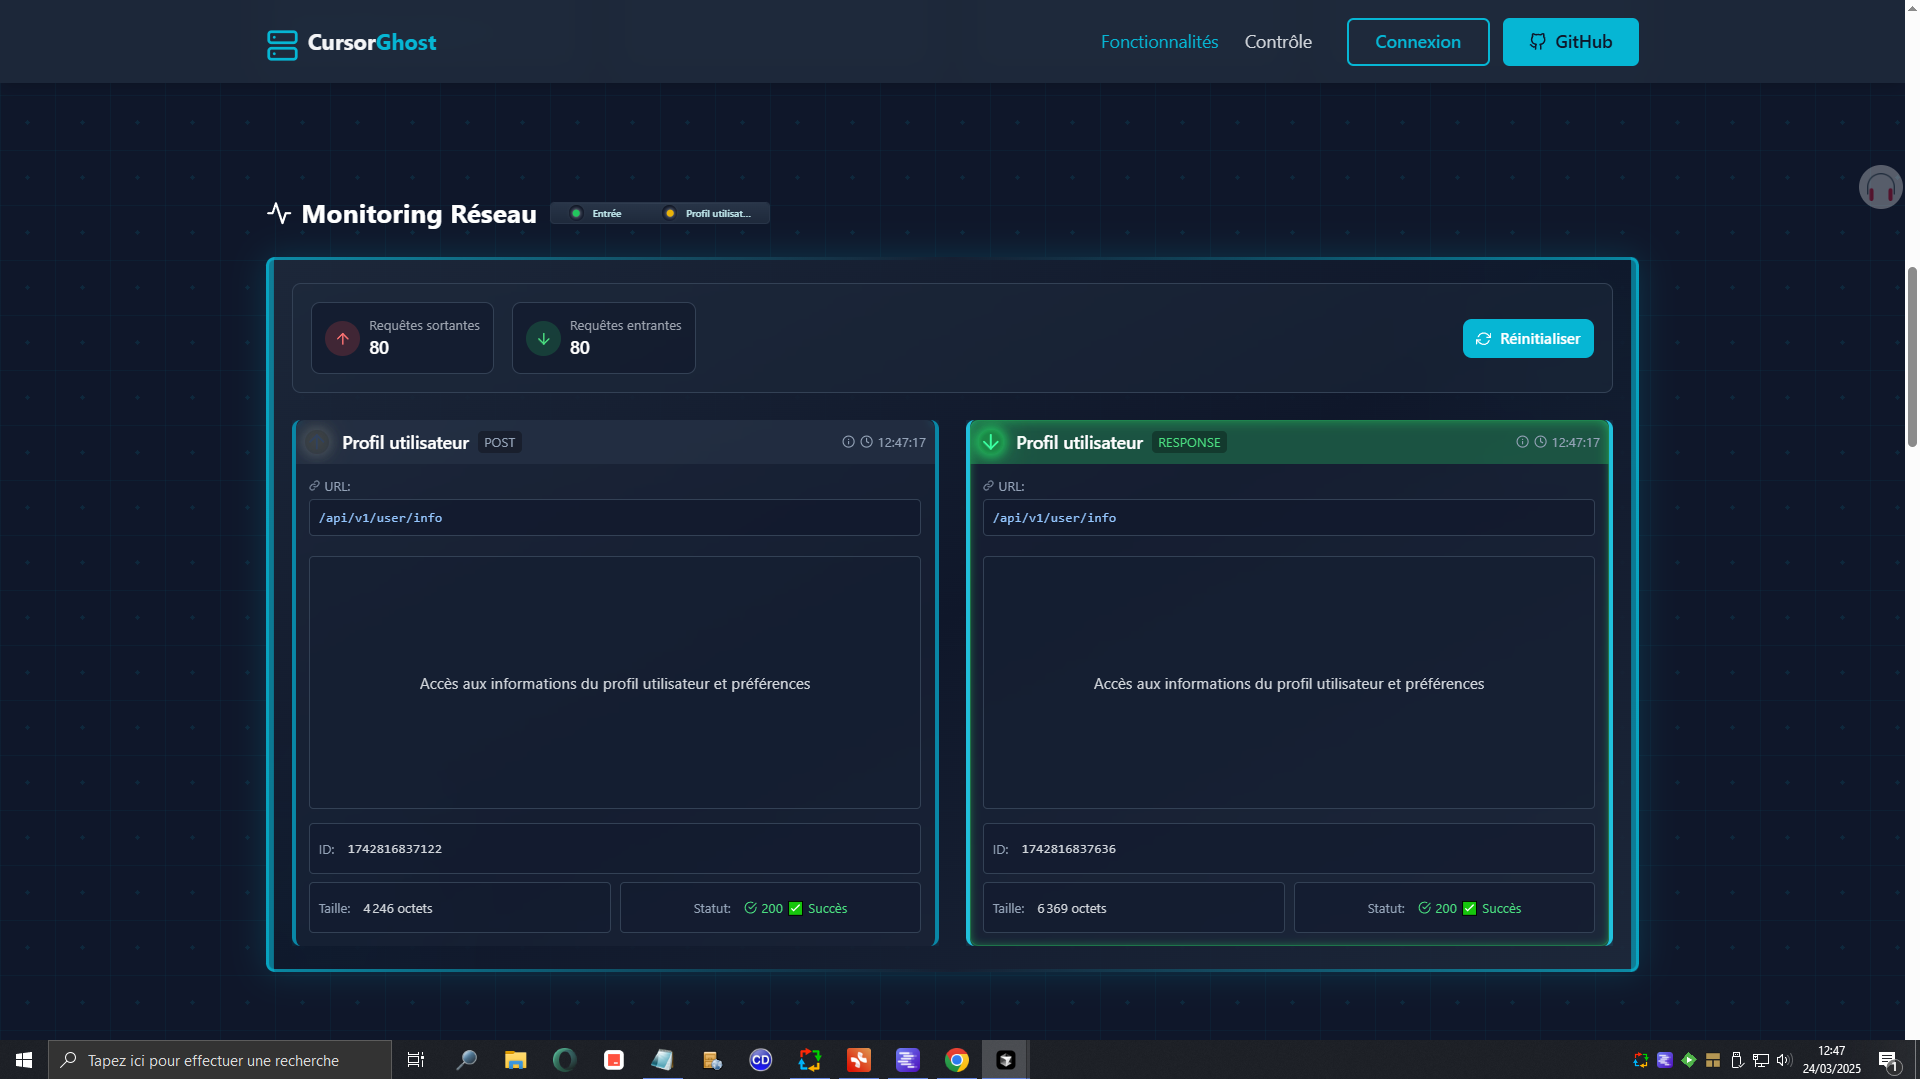 CursorGhost
Fonctionnalités
Contrôle
Connexion
GitHub
Monitoring Réseau
Entrée
Profil utilisat...
Requêtes sortantes
80
Requêtes entrantes
80
Réinitialiser
Profil utilisateur POST
12:47:17
URL:
/api/v1/user/info
Accès aux informations du profil utilisateur et préférences
ID: 1742816837122
Taille: 4 246 octets
Statut: 200 ✅ Succès
Profil utilisateur RESPONSE
12:47:17
URL:
/api/v1/user/info
Accès aux informations du profil utilisateur et préférences
ID: 1742816837636
Taille: 6 369 octets
Statut: 200 ✅ Succès
Tapez ici pour effectuer une recherche
CD
12:47
24/03/2025
1